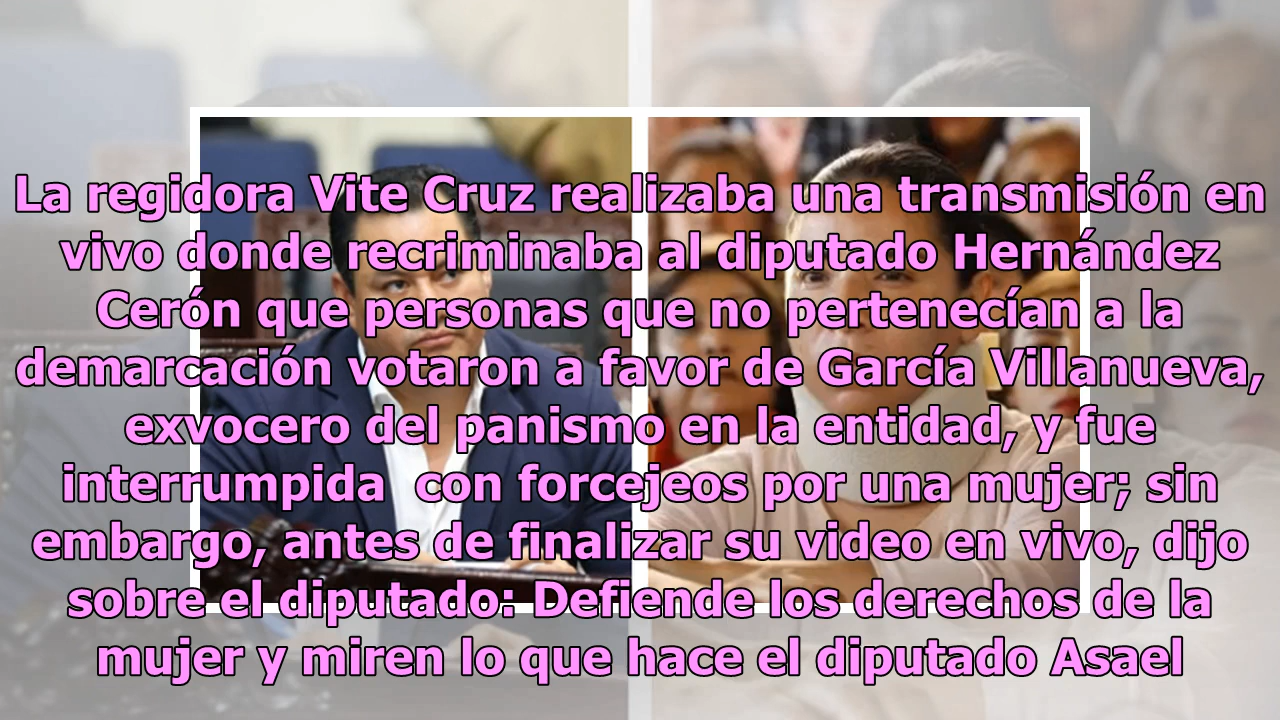 La regidora Vite Cruz realizaba una transmisión en
vivo donde recriminaba al diputado Hernández
Cerón que personas que no pertenecían a la
demarcación votaron a favor de García Villanueva,
exvocero del panismo en la entidad, y fue
interrumpida  con forcejeos por una mujer; sin
embargo, antes de finalizar su video en vivo, dijo
sobre el diputado: Defiende los derechos de la
mujer y miren lo que hace el diputado Asael